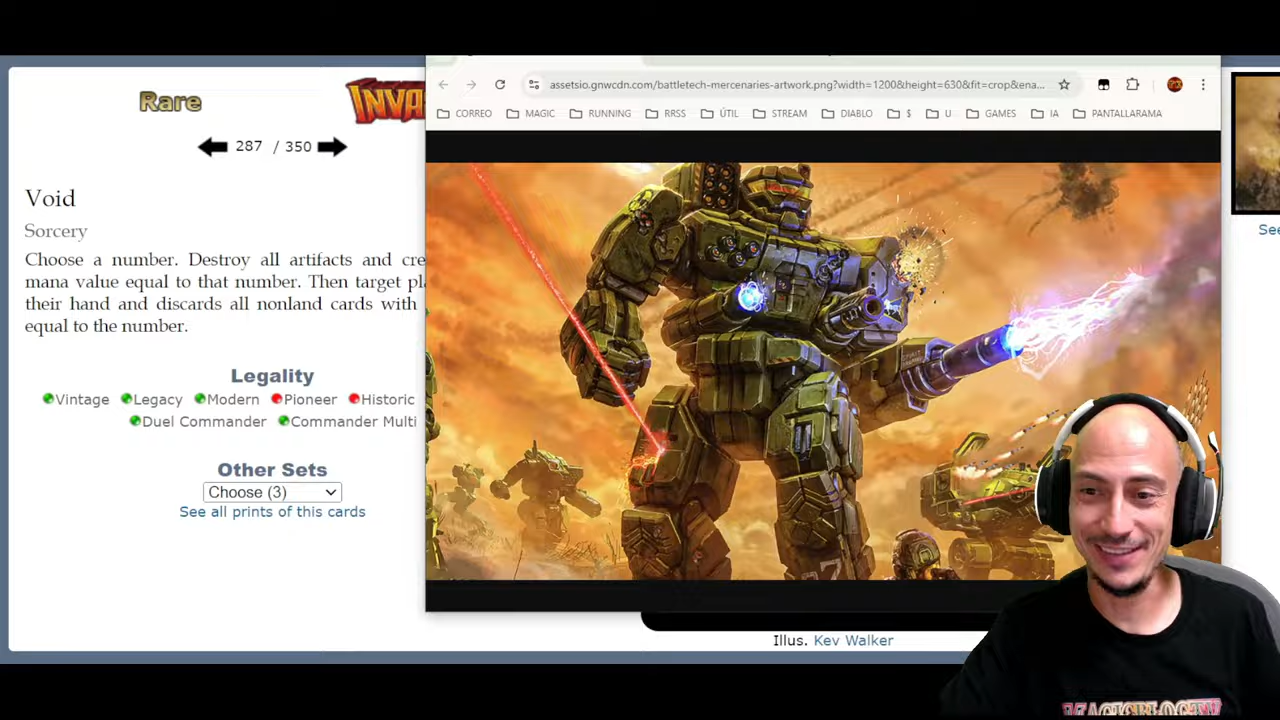 Rare
INVA
287 / 350
Void
Sorcery
Choose a number. Destroy all artifacts and cre
mana value equal to that number. Then target pl
their hand and discards all nonland cards with
equal to the number.
Legality
Vintage Legacy Modern Pioneer Historic
Duel Commander Commander Multi
Other Sets
Choose (3)
See all prints of this cards
assetsio.gnwcdn.com/battletech-mercenaries-artwork.png?width=1200&height=630&fit=crop&ena...
CORREO MAGIC RUNNING RRSS ÚTIL STREAM DIABLO $ U GAMES IA PANTALLARAMA
See
Illus. Kev Walker